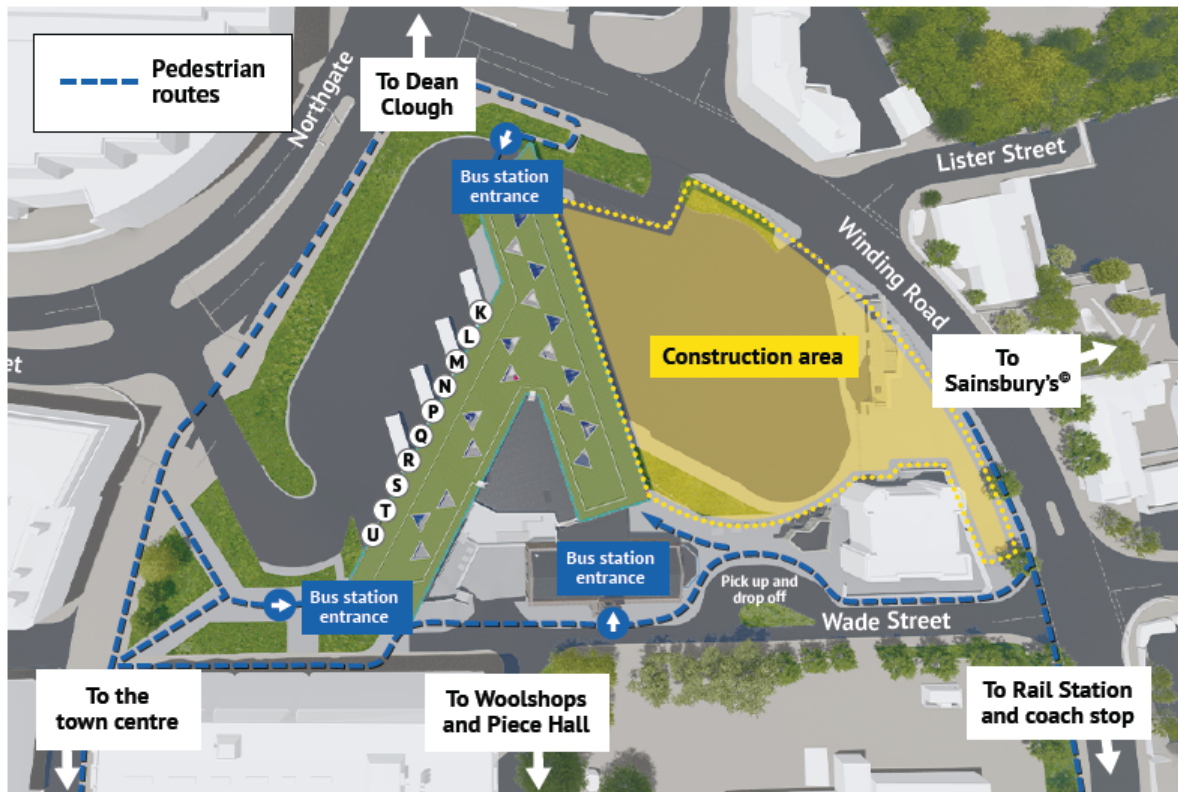 Pedestrian
routes
Northgate
To Dean
Clough
Bus station
entrance
Lister Street
Winding Road
K
L
M
N
P
Q
R
S
T
U
Construction area
To
Sainsbury's©
et
Bus station
entrance
Bus station
entrance
Pick up and
drop off
Wade Street
To the
town centre
To Woolshops
and Piece Hall
To Rail Station
and coach stop